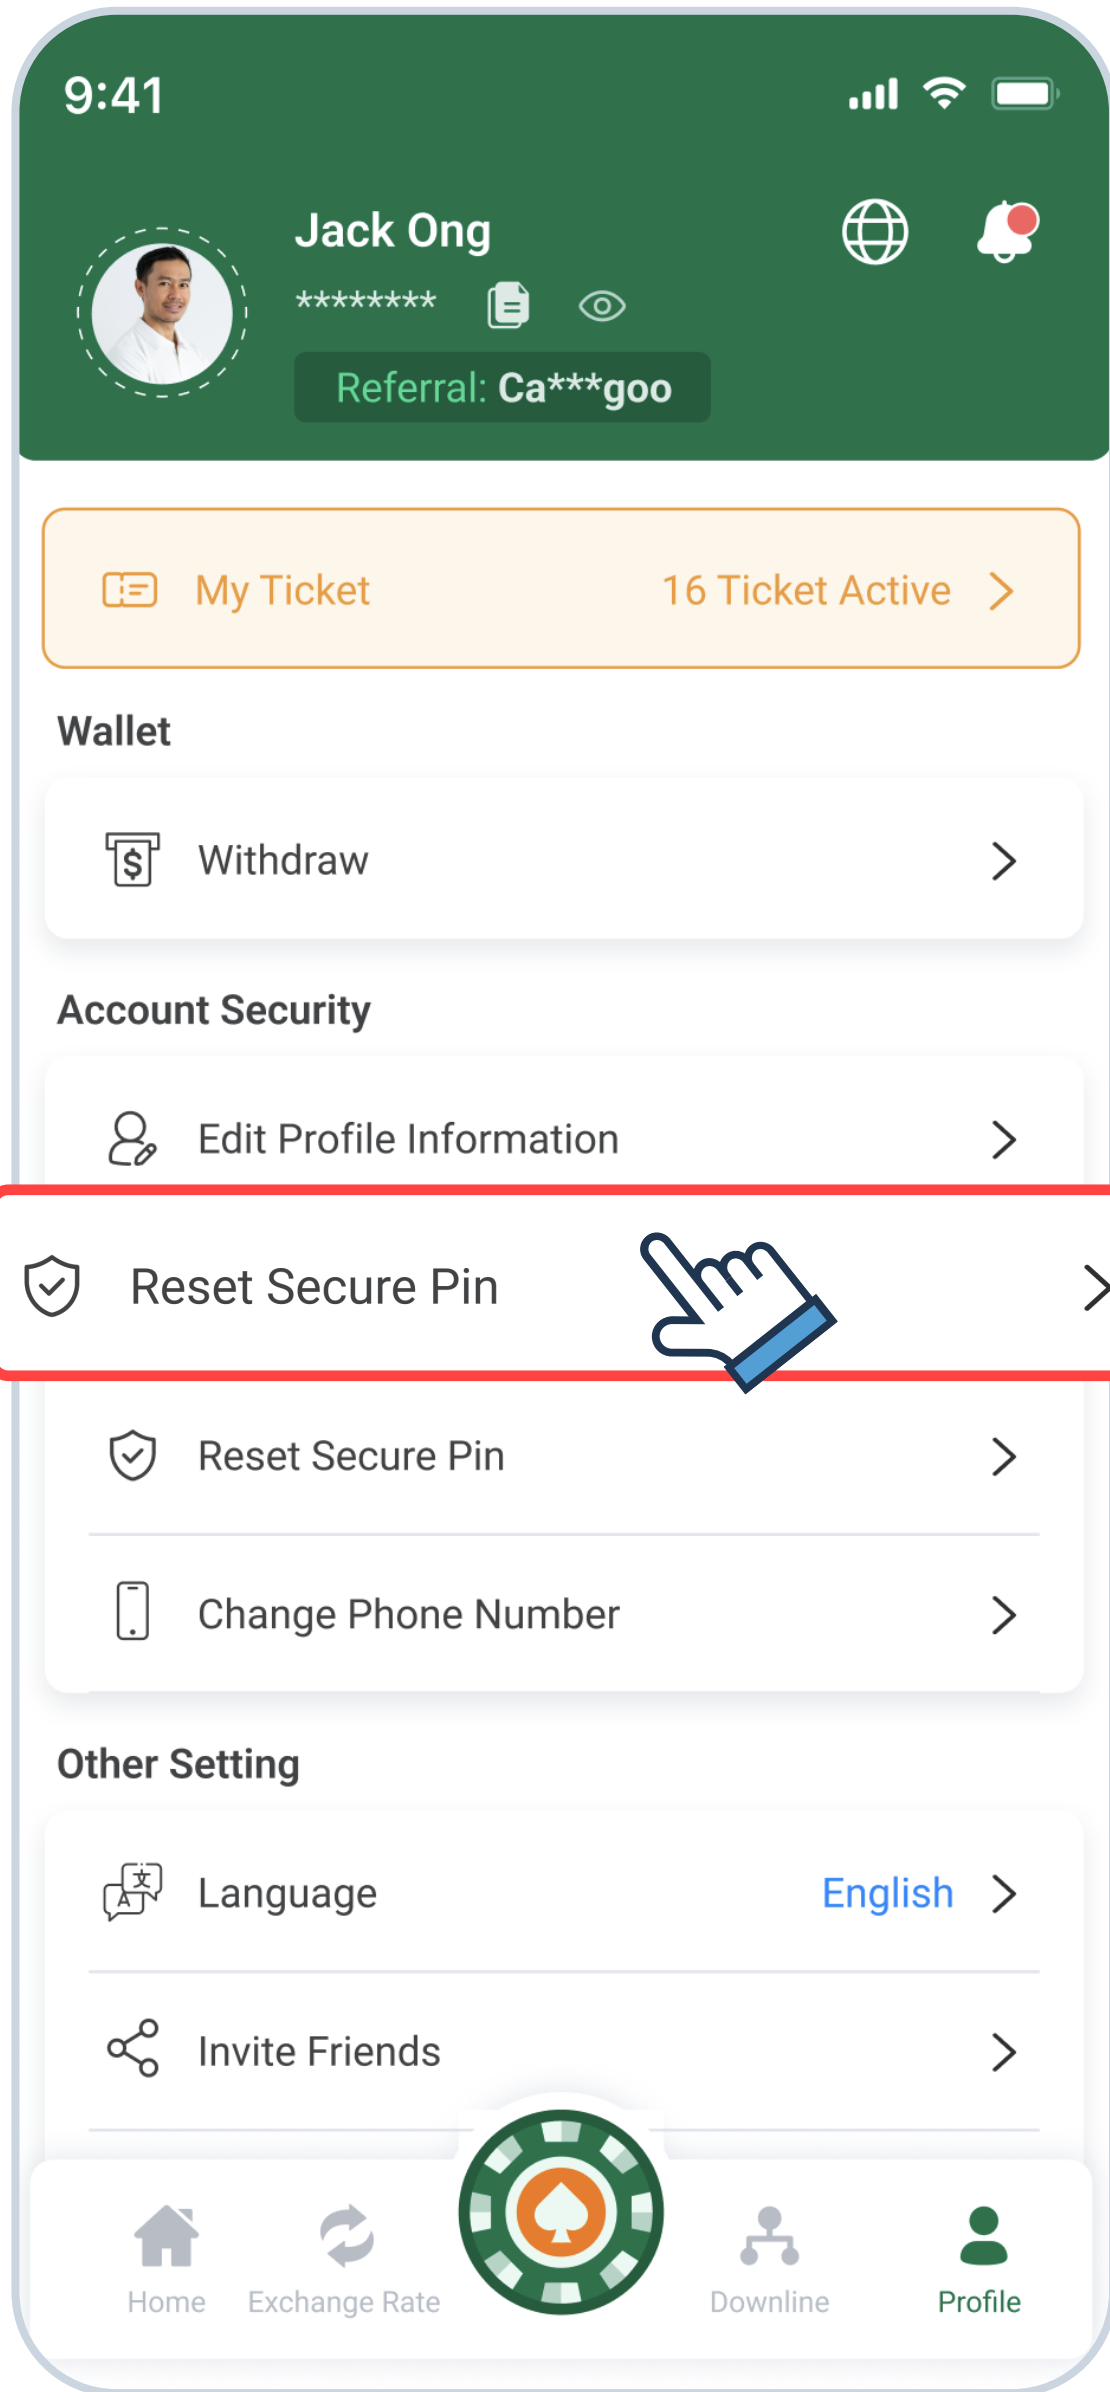 9:41
Jack Ong
********
Referral: Ca***goo
My Ticket 16 Ticket Active
Wallet
Withdraw
Account Security
Edit Profile Information
Reset Secure Pin
Reset Secure Pin
Change Phone Number
Other Setting
Language English
Invite Friends
Home Exchange Rate Downline Profile